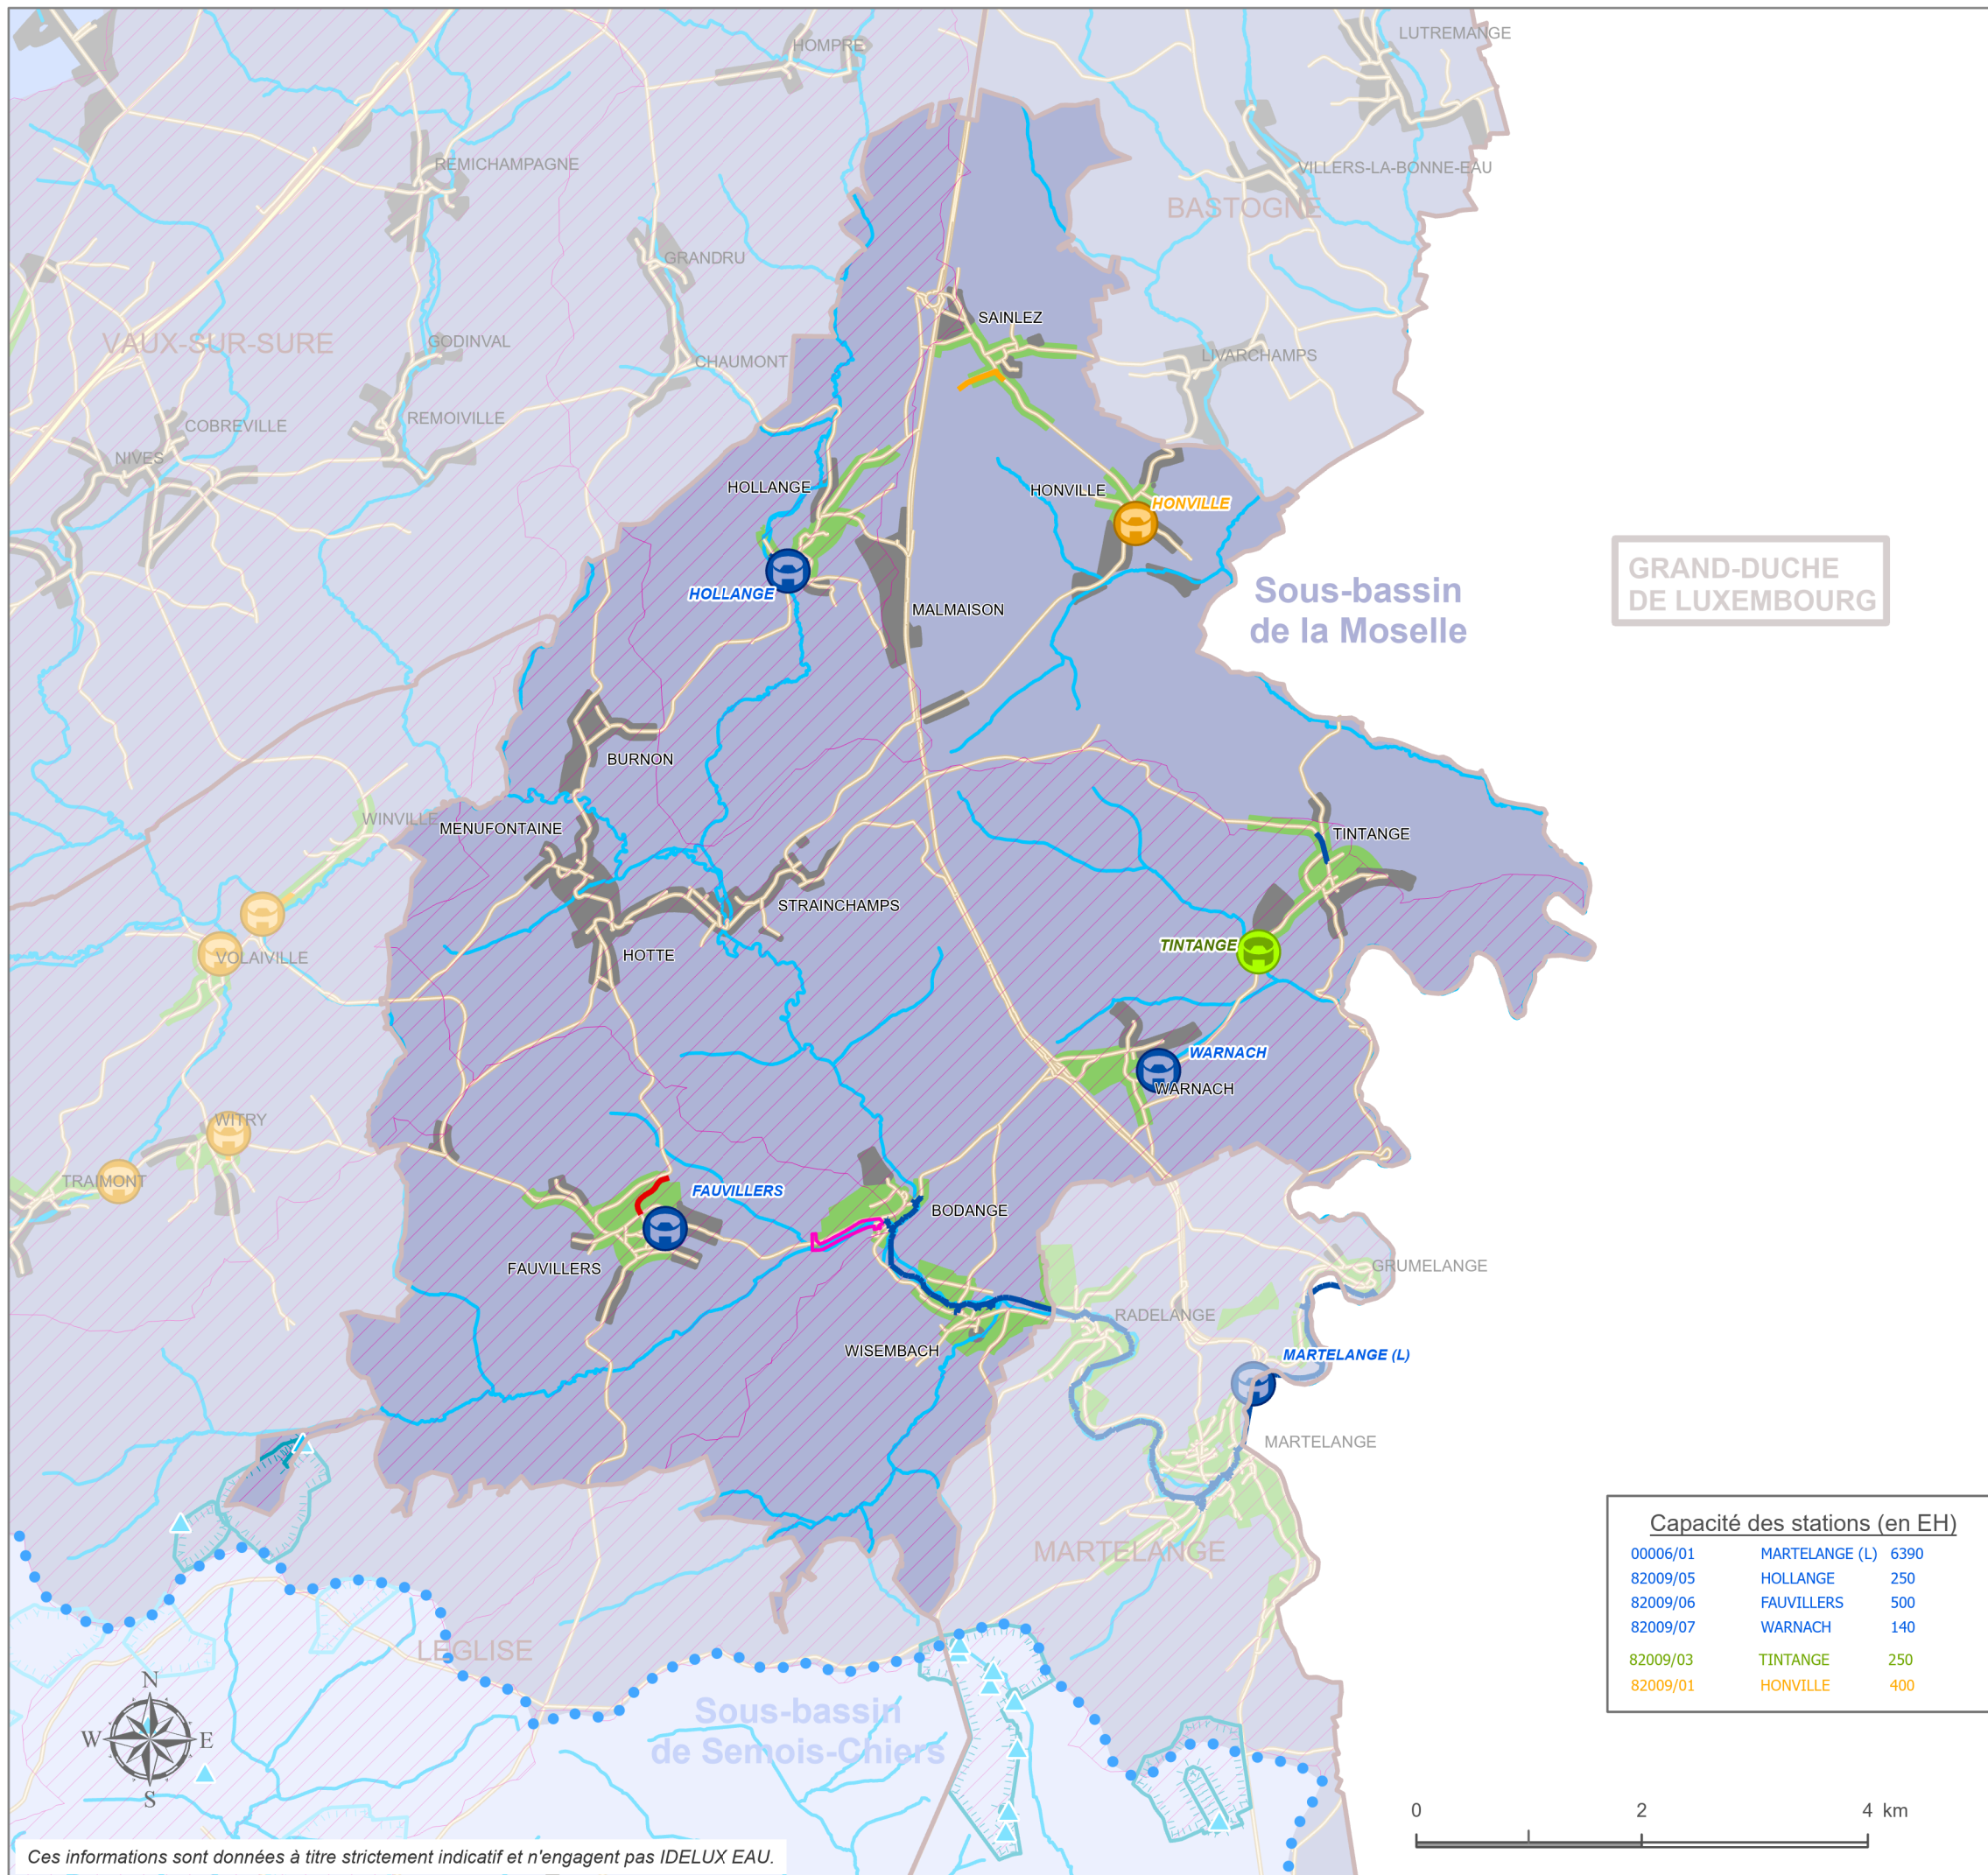 HOMPRE
LUTREMANGE
REMICHAMPAGNE
VILLERS-LA-BONNE-EAU
BASTOGNE
GRANDRU
SAINLEZ
VAUX-SUR-SURE
GODINVAL
CHAUMONT
LIVARCHAMPS
COBREVILLE
REMOIVILLE
NIVES
HOLLANGE
HONVILLE
HONVILLE
HOLLANGE
MALMAISON
Sous-bassin
de la Moselle
GRAND-DUCHE
DE LUXEMBOURG
BURNON
WINVILLE
MENUFONTAINE
TINTANGE
STRAINCHAMPS
TINTANGE
HOTTE
VOLAIVILLE
WARNACH
WARNACH
WITRY
TRAIMONT
FAUVILLERS
BODANGE
FAUVILLERS
GRUMELANGE
RADELANGE
WISEMBACH
MARTELANGE (L)
MARTELANGE
MARTELANGE
LEGLISE
Sous-bassin
de Semois-Chiers
Capacité des stations (en EH)
00006/01 MARTELANGE (L) 6390
82009/05 HOLLANGE 250
82009/06 FAUVILLERS 500
82009/07 WARNACH 140
82009/03 TINTANGE 250
82009/01 HONVILLE 400
N
W E
S
0 2 4 km
Ces informations sont données à titre strictement indicatif et n'engagent pas IDELUX EAU.